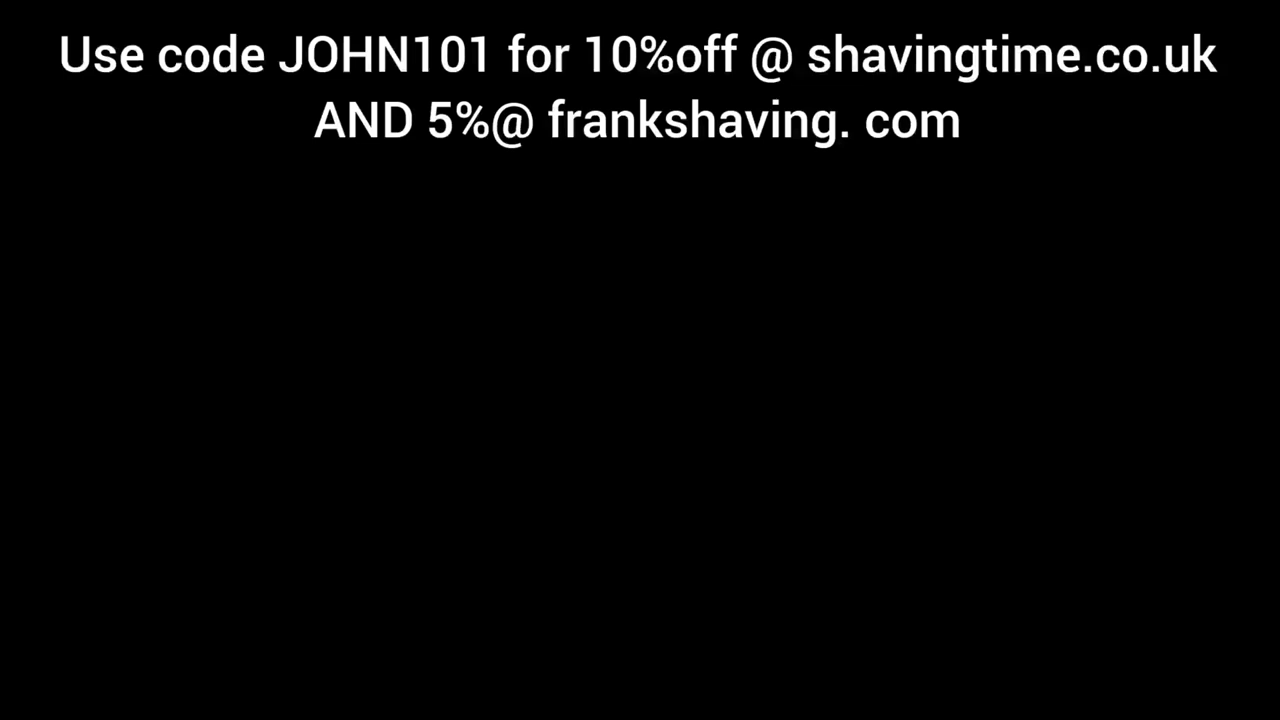 Use code JOHN101 for 10%off @ shavingtime.co.uk
AND 5%@ frankshaving. com